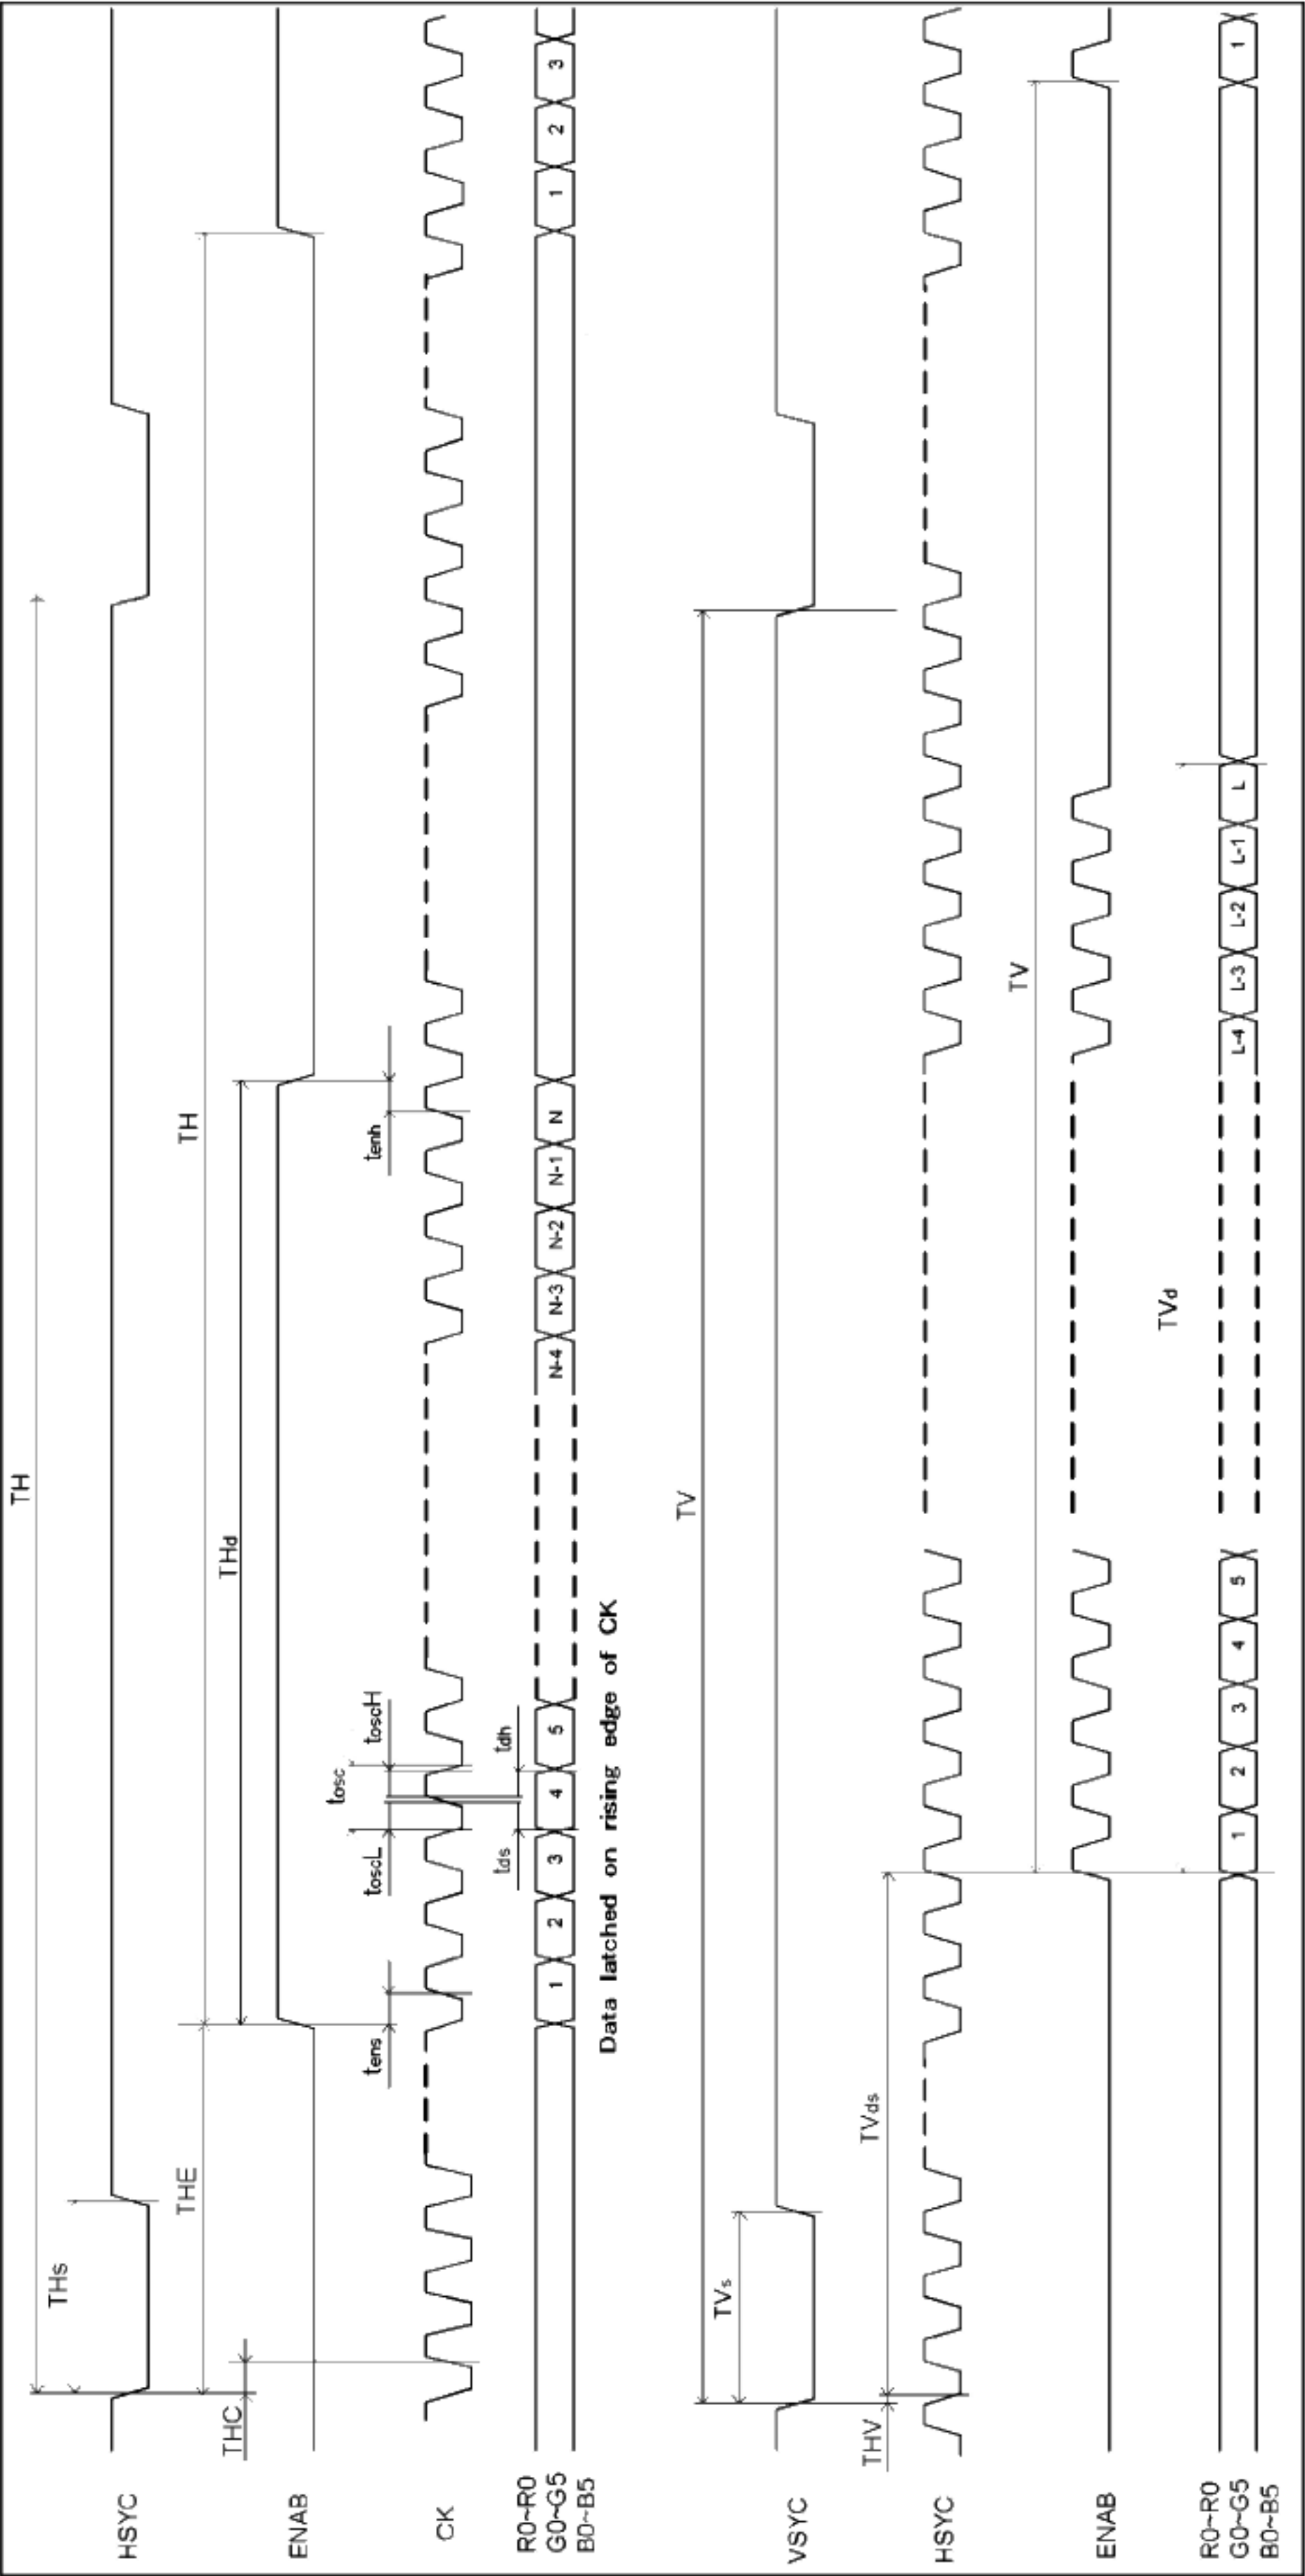 TH
THs
HSYC
THE
TH
THC
THd
ENAB
tens
toscL
tosc
toscH
tenh
CK
tds
tdh
R0~R0
G0~G5
B0~B5
1 2 3 4 5 N-4 N-3 N-2 N-1 N 1 2 3
Data latched on rising edge of CK
TV
TVs
VSYC
THV
TVds
HSYC
TV
ENAB
TVd
R0~R0
G0~G5
B0~B5
1 2 3 4 5 L-4 L-3 L-2 L-1 L 1